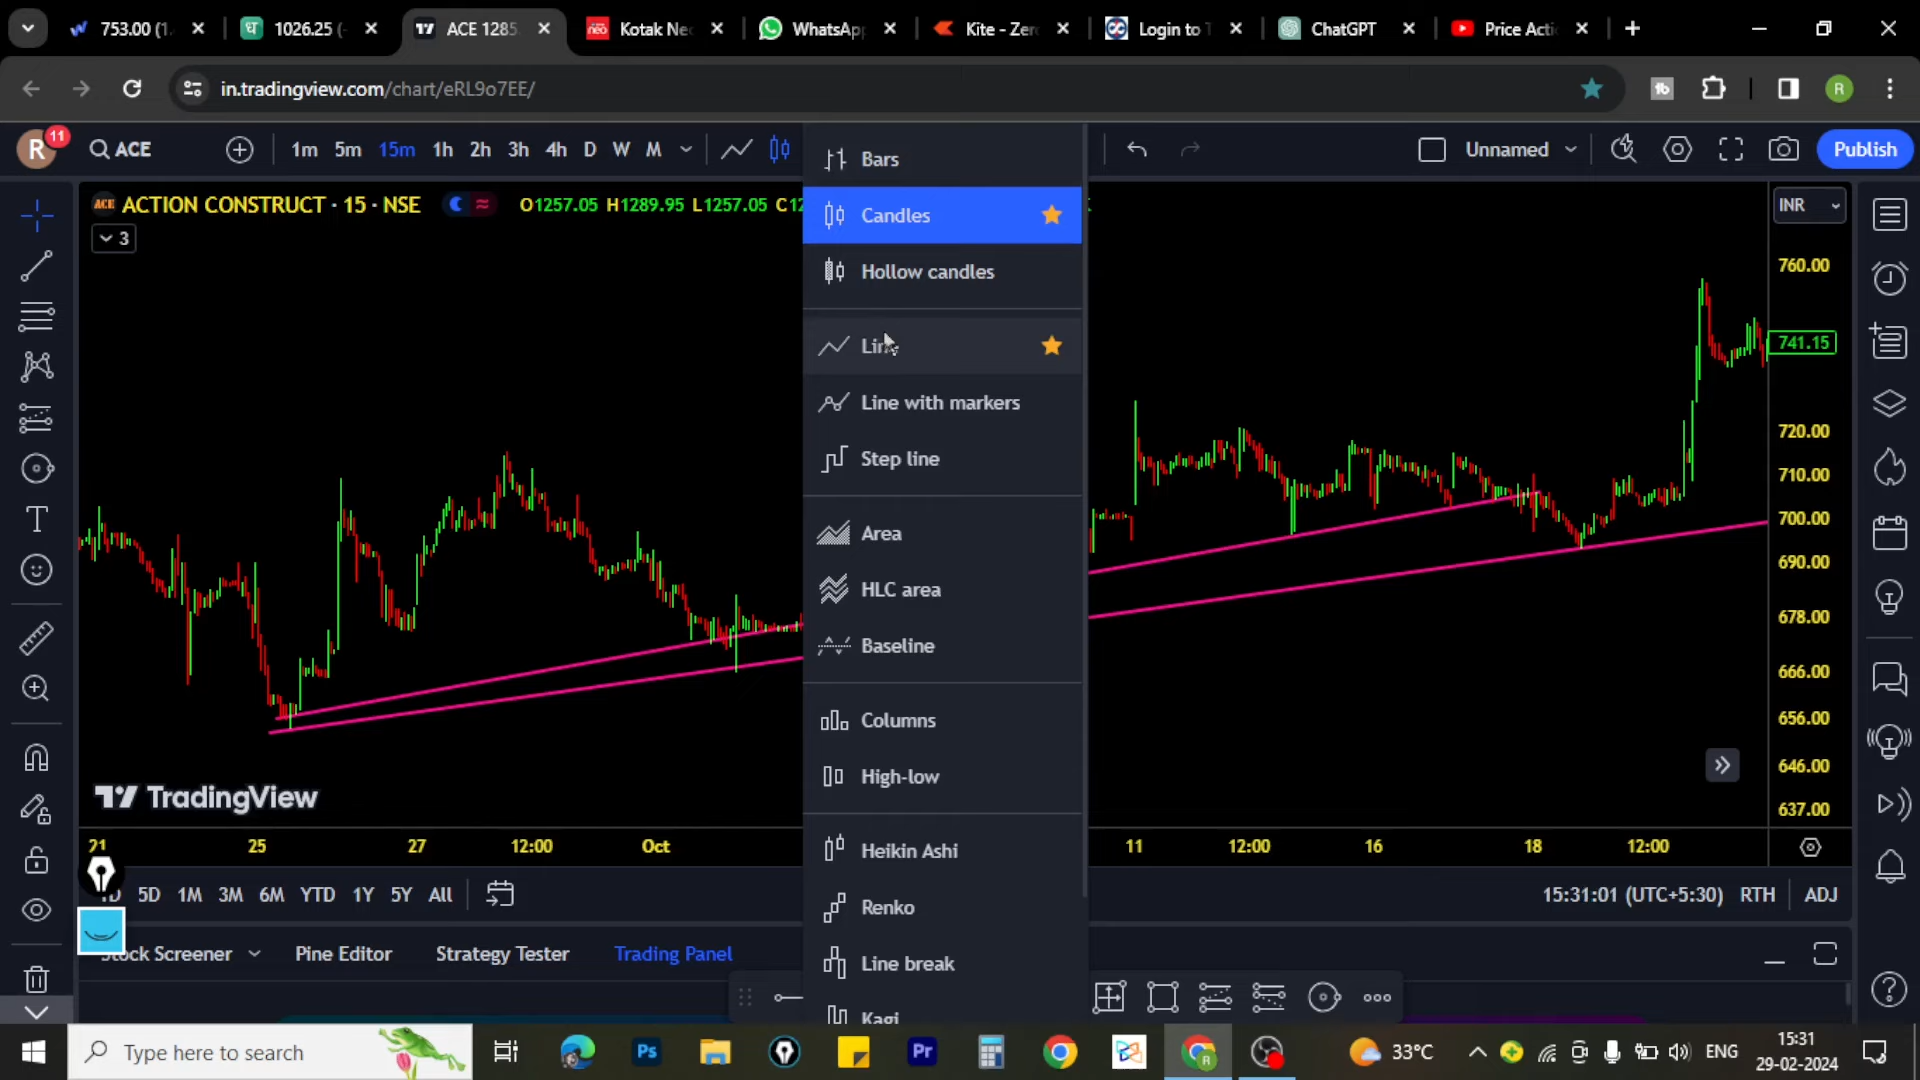 753.00 (1.
1026.25 (-
ACE 1285.
Kotak Ne
WhatsApp
Kite - Zer
Login to T
ChatGPT
Price Acti
in.tradingview.com/chart/eRL9o7EE/
R
R
11
ACE
1m 5m 15m 1h 2h 3h 4h D W M
Unnamed
Publish
ACE ACTION CONSTRUCT · 15 · NSE
O1257.05 H1289.95 L1257.05 C12
INR
3
Bars
Candles
Hollow candles
Line
Line with markers
Step line
Area
HLC area
Baseline
Columns
High-low
Heikin Ashi
Renko
Line break
Kagi
760.00
741.15
720.00
710.00
700.00
690.00
678.00
666.00
656.00
646.00
637.00
TradingView
21 25 27 12:00 Oct 11 12:00 16 18 12:00
5D 1M 3M 6M YTD 1Y 5Y All
15:31:01 (UTC+5:30) RTH ADJ
Stock Screener Pine Editor Strategy Tester Trading Panel
Type here to search
Ps
Pr
R
33°C
ENG
15:31
29-02-2024